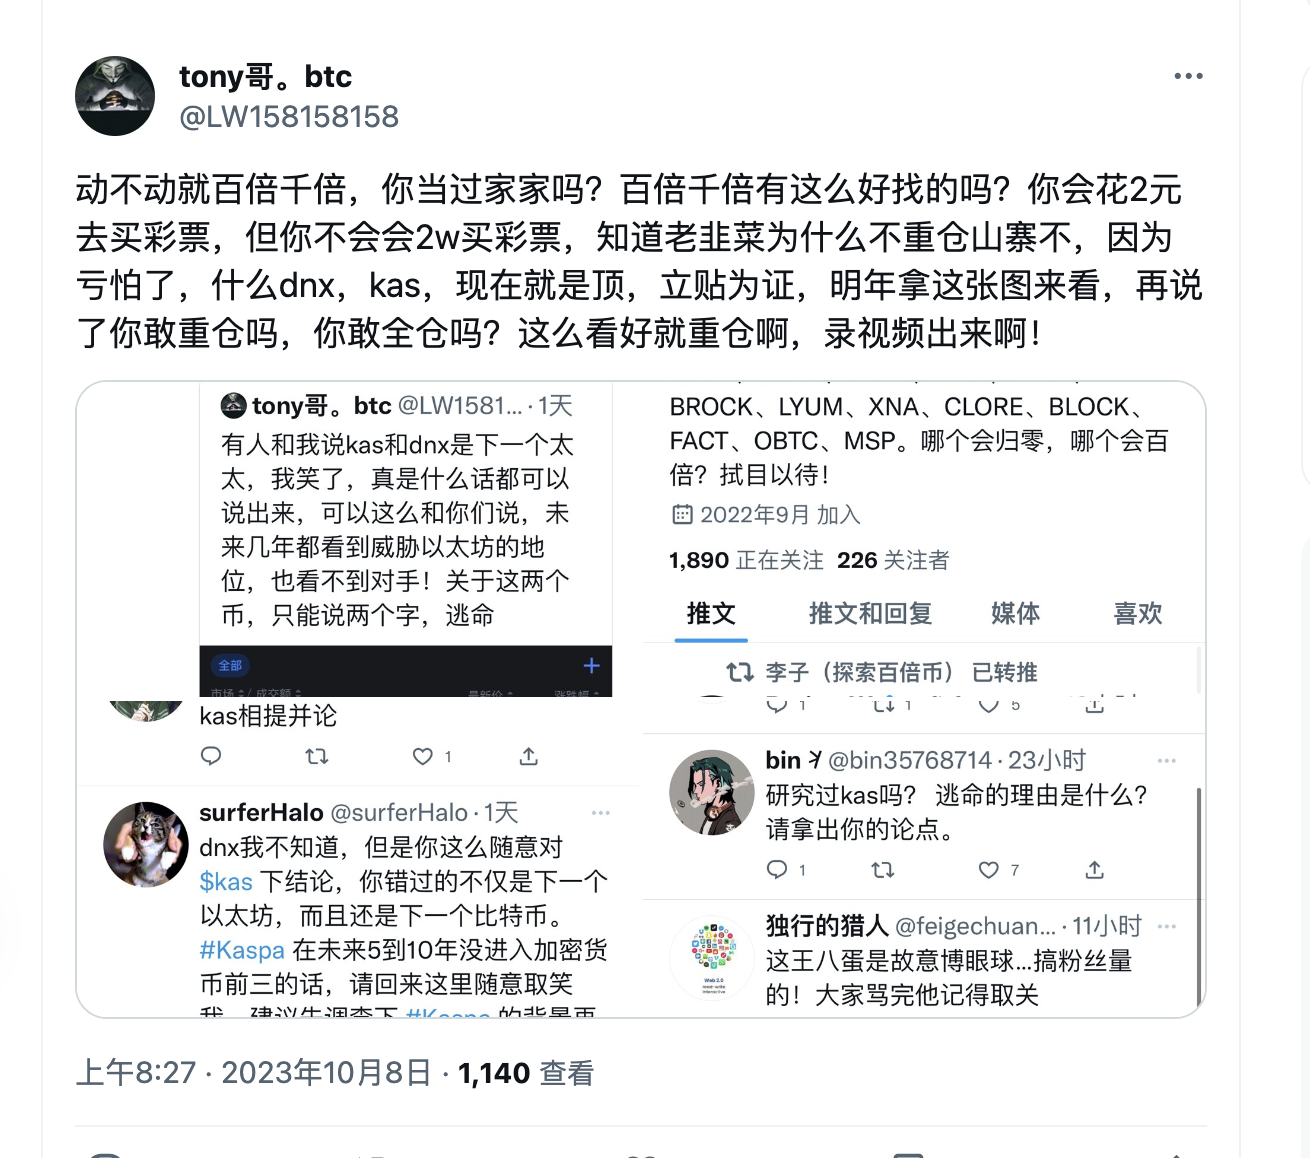 tony哥。btc
@LW158158158
动不动就百倍千倍，你当过家家吗？百倍千倍有这么好找的吗？你会花2元
去买彩票，但你不会会2w买彩票，知道老韭菜为什么不重仓山寨不，因为
亏怕了，什么dnx，kas，现在就是顶，立贴为证，明年拿这张图来看，再说
了你敢重仓吗，你敢全仓吗？这么看好就重仓啊，录视频出来啊！
tony哥。btc @LW1581... · 1天
有人和我说kas和dnx是下一个太
太，我笑了，真是什么话都可以
说出来，可以这么和你们说，未
来几年都看到威胁以太坊的地
位，也看不到对手！关于这两个
币，只能说两个字，逃命
全部
市场 / 成交额
最新价
涨跌幅
kas相提并论
1
surferHalo @surferHalo · 1天
dnx我不知道，但是你这么随意对
$kas 下结论，你错过的不仅是下一个
以太坊，而且还是下一个比特币。
#Kaspa 在未来5到10年没进入加密货
币前三的话，请回来这里随意取笑
我，建议先调查下 #Kaspa 的背景再
BROCK、LYUM、XNA、CLORE、BLOCK、
FACT、OBTC、MSP。哪个会归零，哪个会百
倍？拭目以待！
2022年9月 加入
1,890 正在关注 226 关注者
推文 推文和回复 媒体 喜欢
李子（探索百倍币） 已转推
1 1 5
bin @bin35768714 · 23小时
研究过kas吗？ 逃命的理由是什么？
请拿出你的论点。
1 7
独行的猎人 @feigechuan... · 11小时
这王八蛋是故意博眼球...搞粉丝量
的！大家骂完他记得取关
Web 2.0
read-write
interactive
上午8:27 · 2023年10月8日 · 1,140 查看